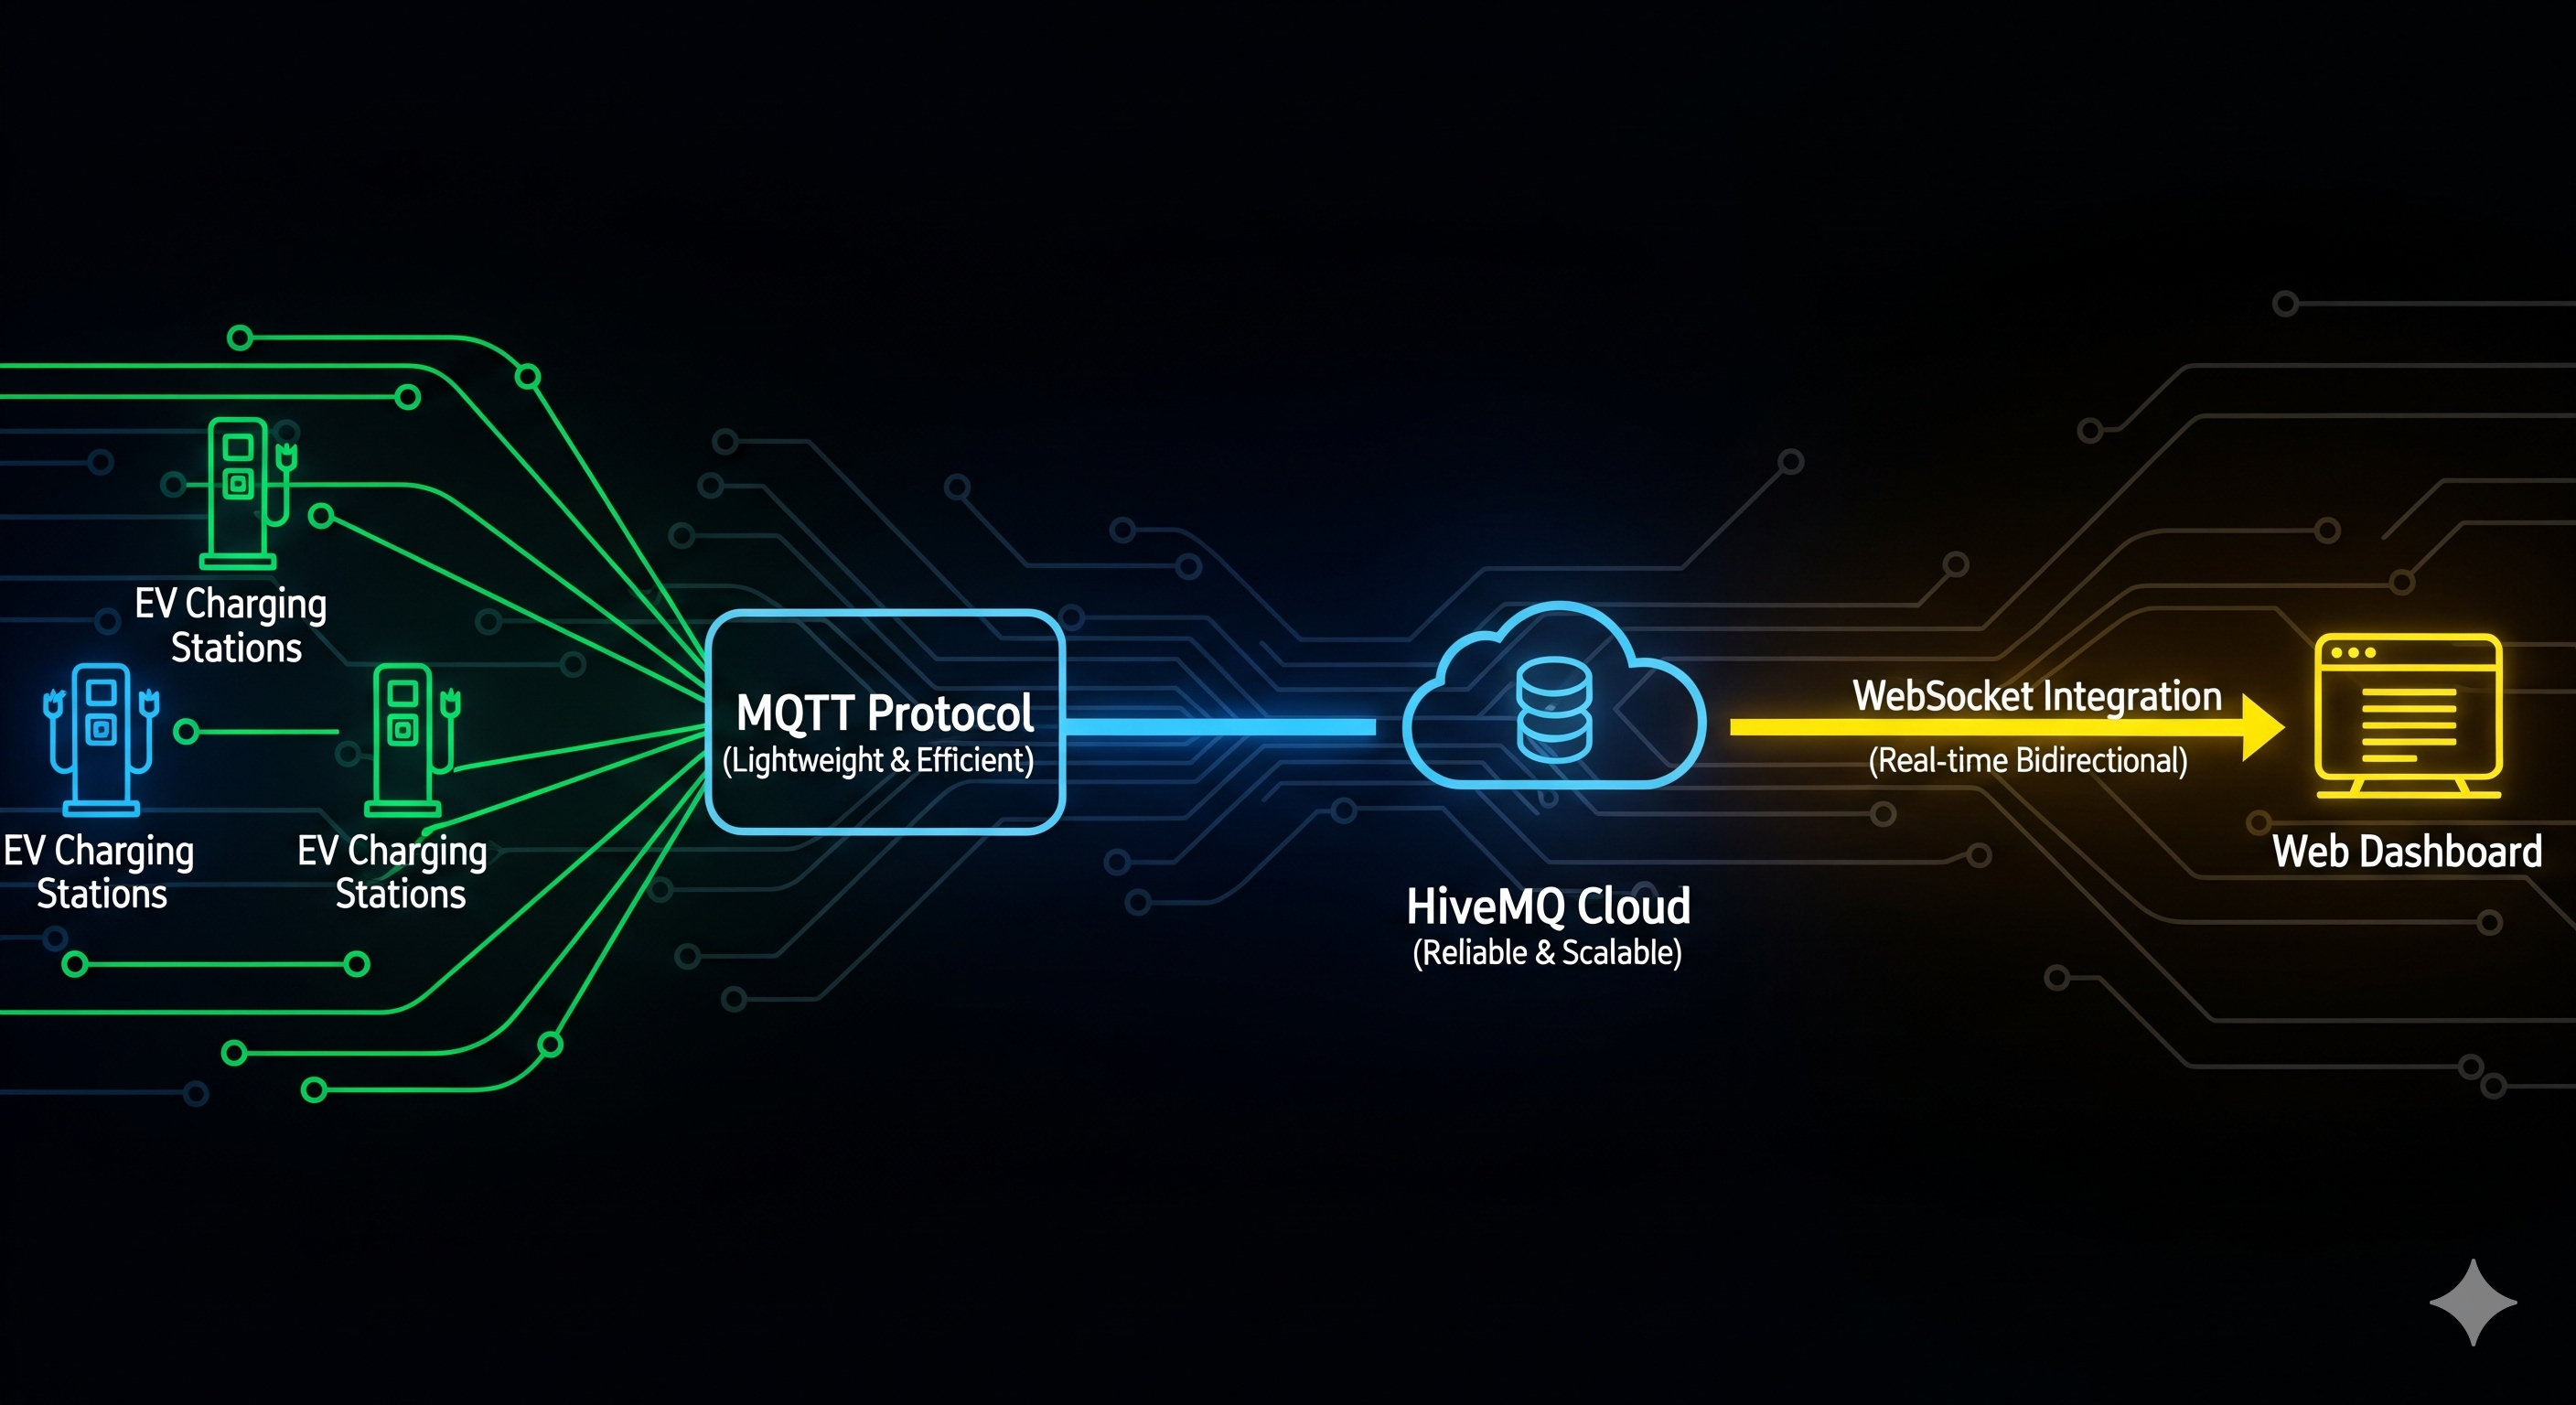 EV Charging
Stations
EV Charging
Stations
EV Charging
Stations
MQTT Protocol
(Lightweight & Efficient)
HiveMQ Cloud
(Reliable & Scalable)
WebSocket Integration
(Real-time Bidirectional)
Web Dashboard